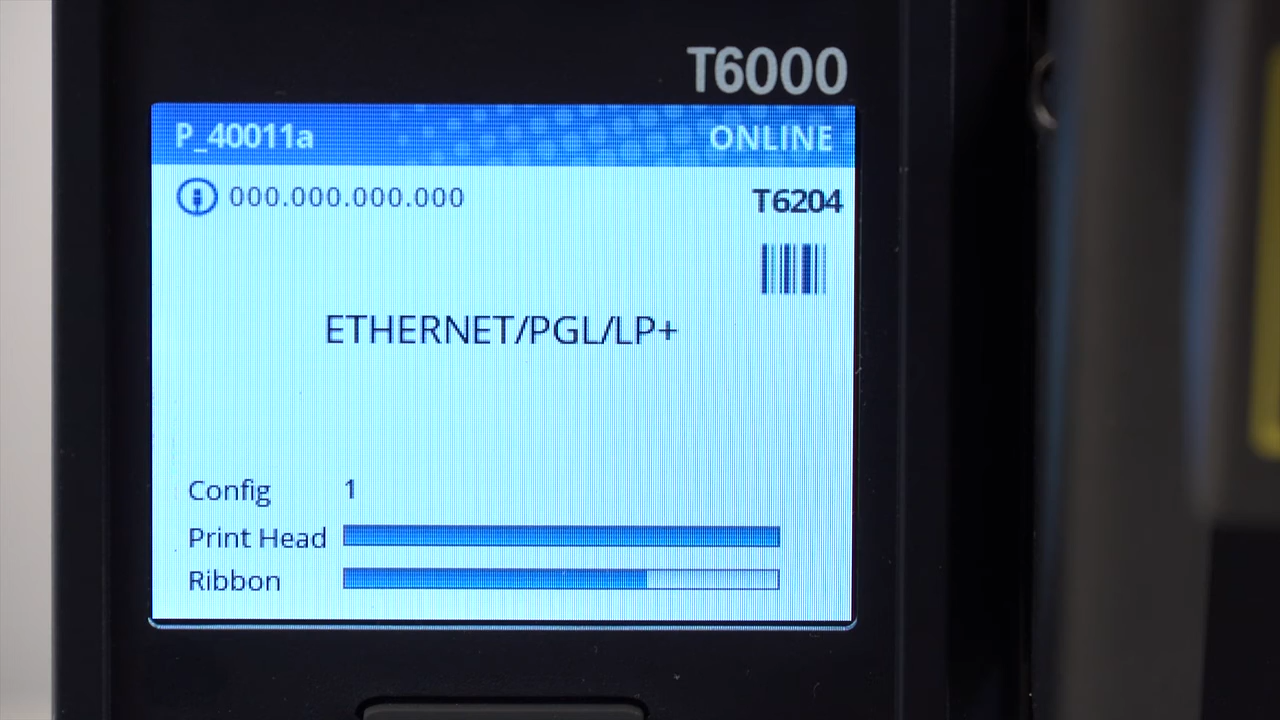 T6000
P_40011a ONLINE
000.000.000.000 T6204
ETHERNET/PGL/LP+
Config 1
Print Head
Ribbon